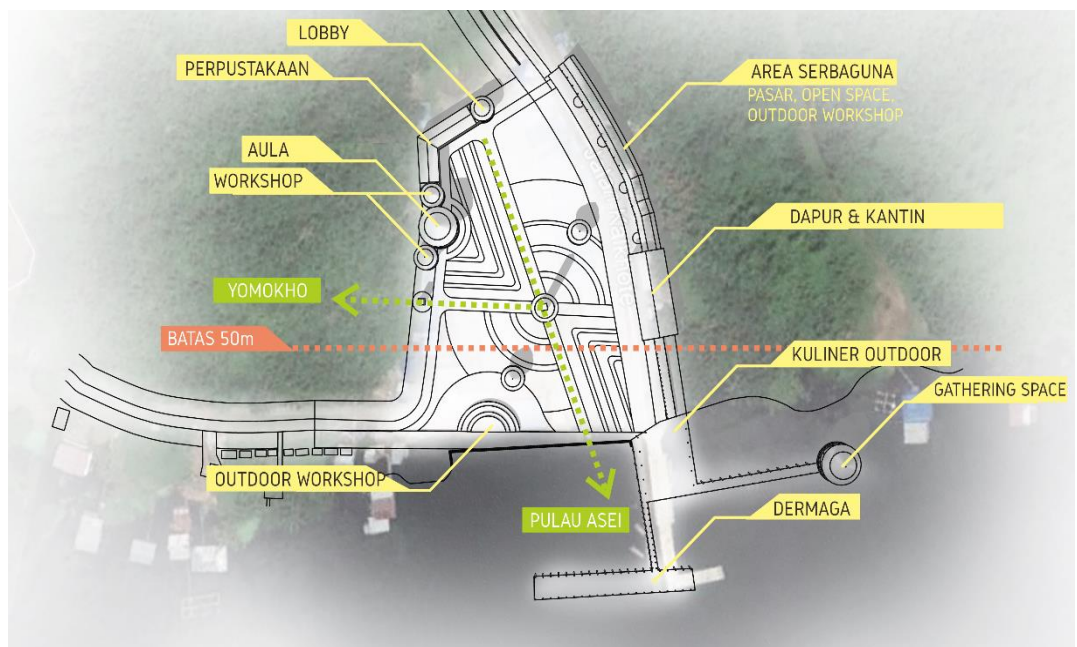 LOBBY
PERPUSTAKAAN
AULA
WORKSHOP
YOMOKHO
BATAS 50m
OUTDOOR WORKSHOP
PULAU ASEI
AREA SERBAGUNA
PASAR, OPEN SPACE,
OUTDOOR WORKSHOP
DAPUR & KANTIN
KULINER OUTDOOR
GATHERING SPACE
DERMAGA